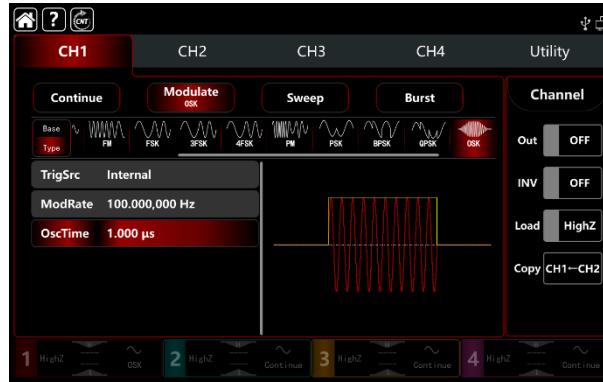 CNT
CH1 CH2 CH3 CH4 Utility
Continue Modulate Sweep Burst Channel
OSK
Base
Type
FM FSK 3FSK 4FSK PM PSK BPSK QPSK OSK
Out OFF
TrigSrc Internal
INV OFF
ModRate 100.000,000 Hz
OscTime 1.000 µs
Load HighZ
Copy CH1←CH2
1 HighZ OSK 2 HighZ Continue 3 HighZ Continue 4 HighZ Continue